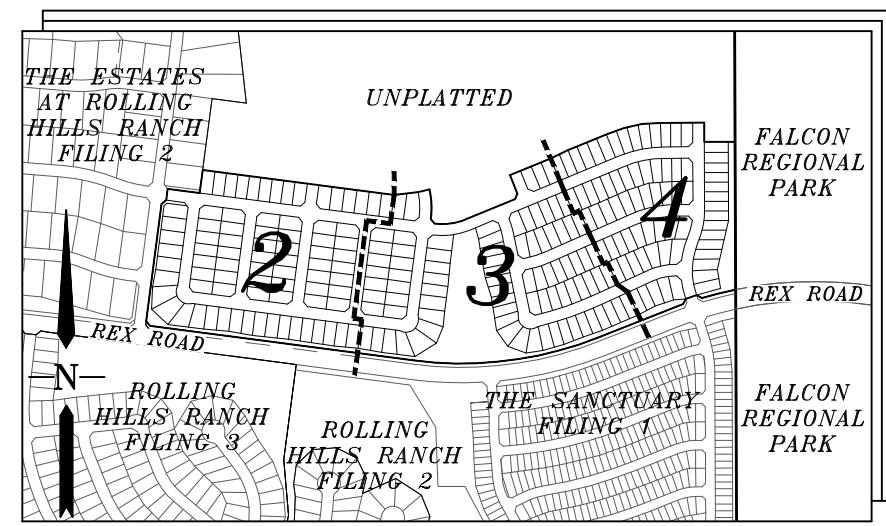 THE ESTATES
AT ROLLING
HILLS RANCH
FILING 2
UNPLATTED
FALCON
REGIONAL
PARK
2
3
4
REX ROAD
REX ROAD
N
ROLLING
HILLS RANCH
FILING 3
ROLLING
HILLS RANCH
FILING 2
THE SANCTUARY
FILING 1
FALCON
REGIONAL
PARK